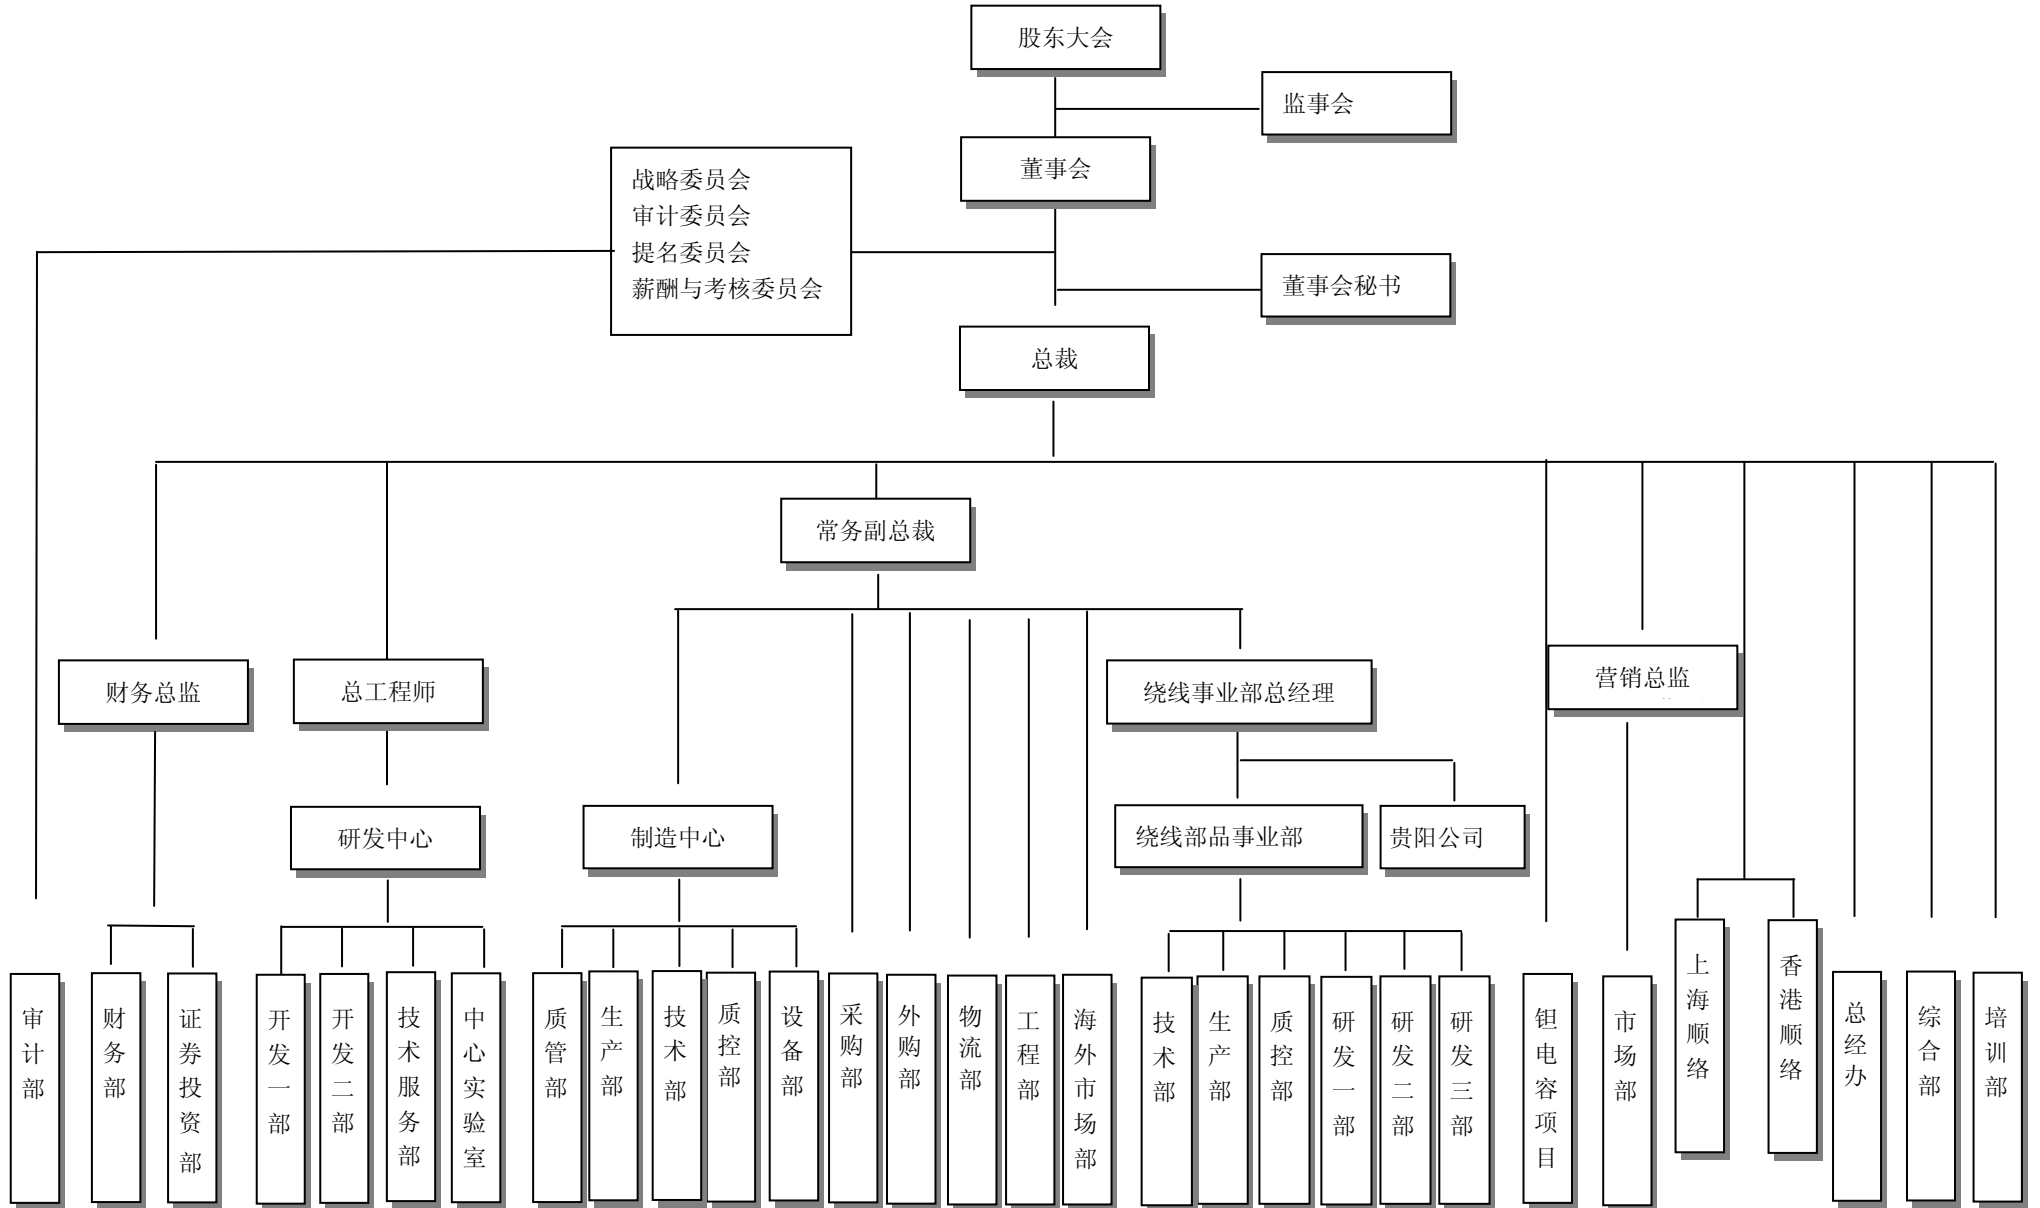 股东大会
监事会
董事会
战略委员会
审计委员会
提名委员会
薪酬与考核委员会
董事会秘书
总裁
常务副总裁
财务总监
总工程师
绕线事业部总经理
营销总监
研发中心
制造中心
绕线部品事业部
贵阳公司
审计部
财务部
证券投资部
开发一部
开发二部
技术服务部
中心实验室
质管部
生产部
技术部
质控部
设备部
采购部
外购部
物流部
工程部
海外市场部
技术部
生产部
质控部
研发一部
研发二部
研发三部
钽电容项目
市场部
上海顺络
香港顺络
总经办
综合部
培训部